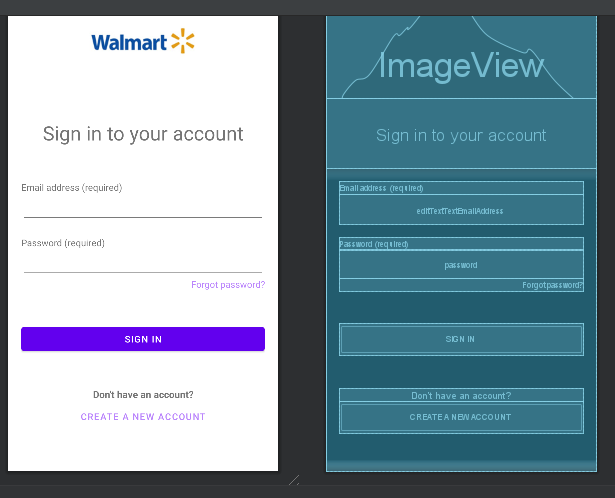 Walmart
Sign in to your account
Email address (required)
Password (required)
Forgot password?
SIGN IN
Don't have an account?
CREATE A NEW ACCOUNT
ImageView
Sign in to your account
Email address (required)
editTextTextEmailAddress
Password (required)
password
Forgot password?
SIGN IN
Don't have an account?
CREATE A NEW ACCOUNT